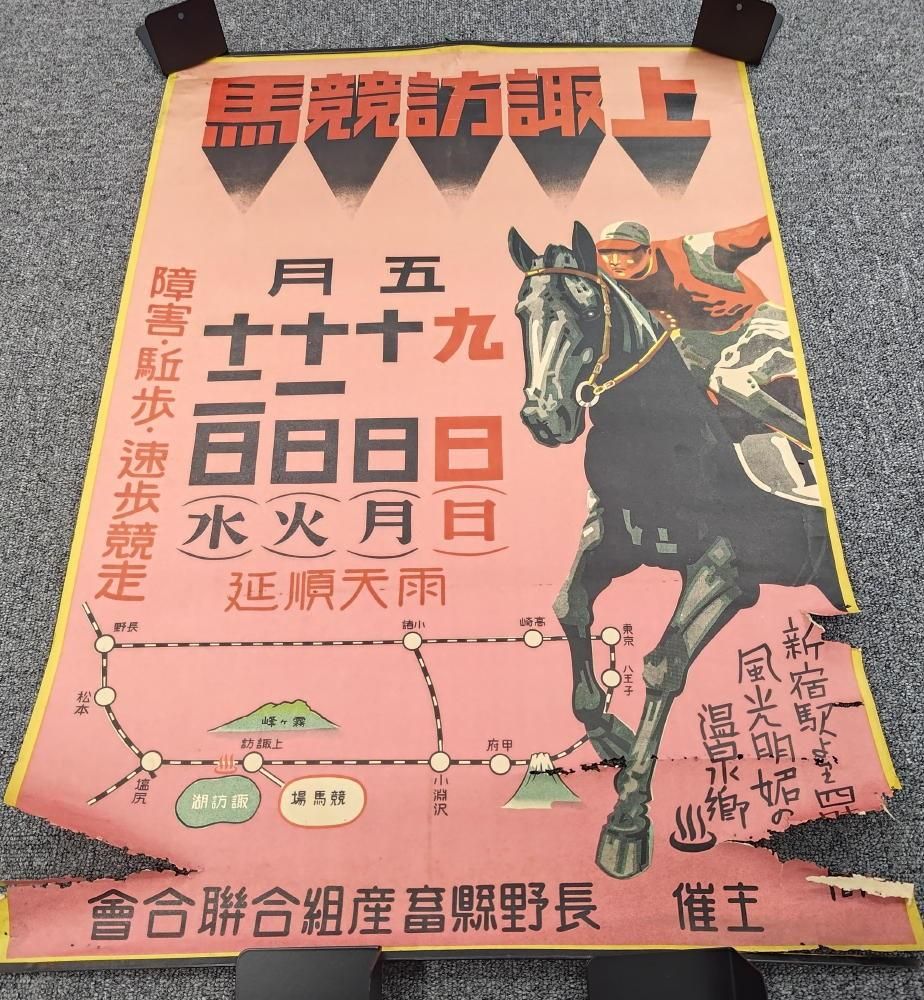 上諏訪競馬
五月
九日(日)
十日(月)
十一日(火)
十二日(水)
雨天順延
障害・駈歩・速歩競走
長野
小諸
高崎
東京
八王子
松本
霧ヶ峰
上諏訪
甲府
塩尻
小淵沢
諏訪湖
競馬場
新宿駅より四
風光明媚の
温泉郷
主催 長野縣畜産組合聯合會